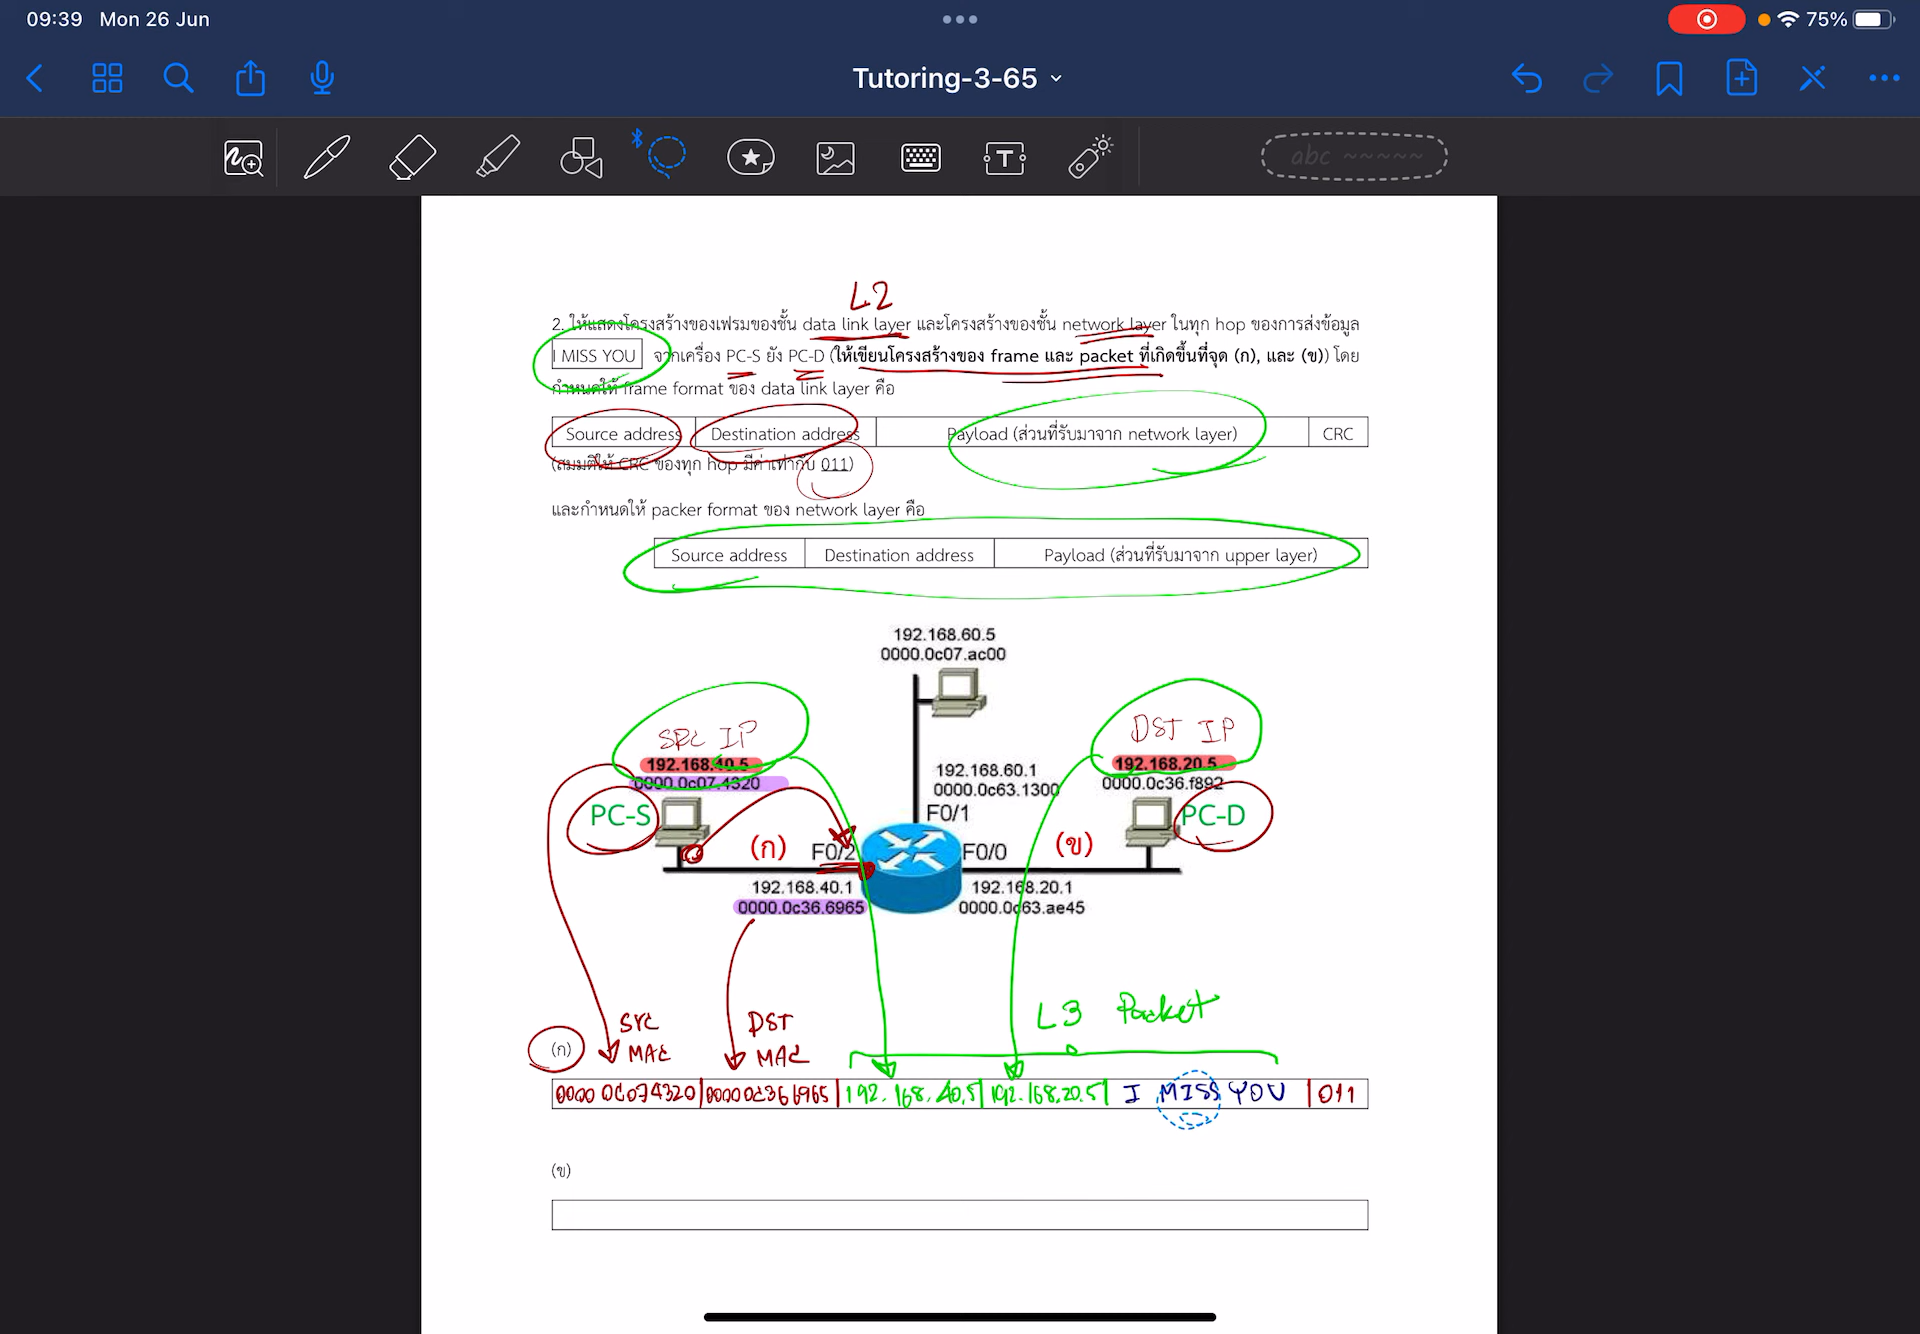 09:39 Mon 26 Jun
75%
Tutoring-3-65
abc
T
L2
2. ให้แสดงโครงสร้างของเฟรมของชั้น data link layer และโครงสร้างของชั้น network layer ในทุก hop ของการส่งข้อมูล
I MISS YOU จากเครื่อง PC-S ยัง PC-D (ให้เขียนโครงสร้างของ frame และ packet ที่เกิดขึ้นที่จุด (ก), และ (ข)) โดย
กำหนดให้ frame format ของ data link layer คือ
Source address Destination address Payload (ส่วนที่รับมาจาก network layer) CRC
(สมมติให้ CRC ของทุก hop มีค่าเท่ากับ 011)
และกำหนดให้ packer format ของ network layer คือ
Source address Destination address Payload (ส่วนที่รับมาจาก upper layer)
192.168.60.5
0000.0c07.ac00
SRC IP
DST IP
192.168.40.5
192.168.20.5
0000.0c07.4320
0000.0c36.f892
192.168.60.1
0000.0c63.1300
PC-S
F0/1
PC-D
(ก) F0/2
F0/0 (ข)
192.168.40.1
192.168.20.1
0000.0c36.6965
0000.0c63.ae45
L3 Packet
SYC
MAC
DST
MAC
(ก)
0000 0C074320 | 0000 0C366965 | 192.168.40.5 | 192.168.20.5 | I MISS YOU | 011
(ข)